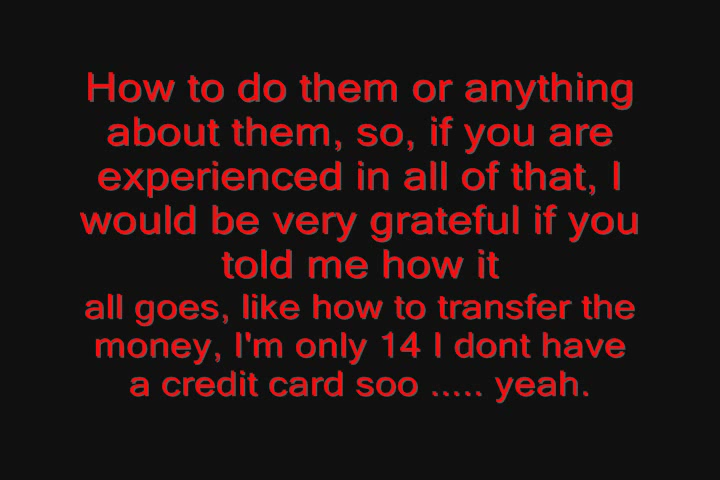 How to do them or anything
about them, so, if you are
experienced in all of that, I
would be very grateful if you
told me how it
all goes, like how to transfer the
money, I'm only 14 I dont have
a credit card soo ..... yeah.